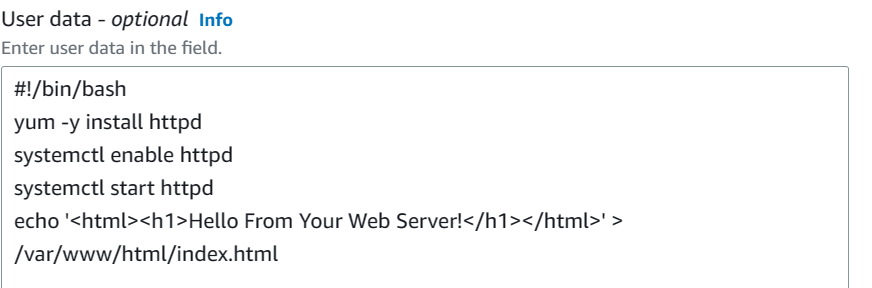 User data - optional Info
Enter user data in the field.
#!/bin/bash
yum -y install httpd
systemctl enable httpd
systemctl start httpd
echo '<html><h1>Hello From Your Web Server!</h1></html>' >
/var/www/html/index.html